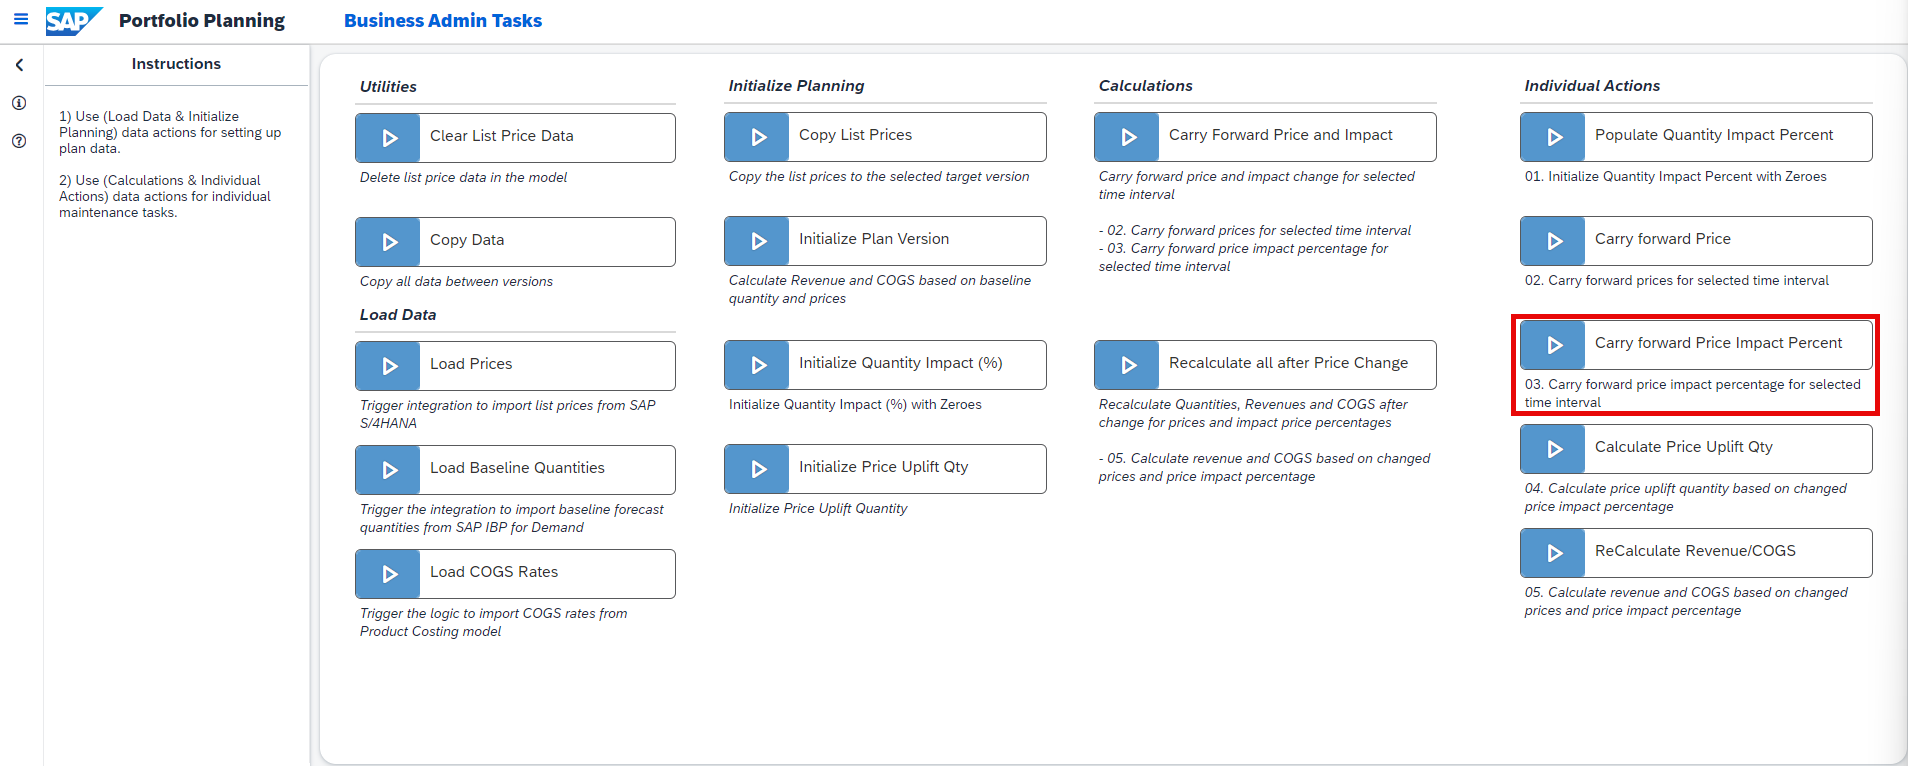 SAP Portfolio Planning Business Admin Tasks
Instructions
1) Use (Load Data & Initialize
Planning) data actions for setting up
plan data.
2) Use (Calculations & Individual
Actions) data actions for individual
maintenance tasks.
Utilities
Clear List Price Data
Delete list price data in the model
Copy Data
Copy all data between versions
Load Data
Load Prices
Trigger integration to import list prices from SAP
S/4HANA
Load Baseline Quantities
Trigger the integration to import baseline forecast
quantities from SAP IBP for Demand
Load COGS Rates
Trigger the logic to import COGS rates from
Product Costing model
Initialize Planning
Copy List Prices
Copy the list prices to the selected target version
Initialize Plan Version
Calculate Revenue and COGS based on baseline
quantity and prices
Initialize Quantity Impact (%)
Initialize Quantity Impact (%) with Zeroes
Initialize Price Uplift Qty
Initialize Price Uplift Quantity
Calculations
Carry Forward Price and Impact
Carry forward price and impact change for selected
time interval
- 02. Carry forward prices for selected time interval
- 03. Carry forward price impact percentage for
selected time interval
Recalculate all after Price Change
Recalculate Quantities, Revenues and COGS after
change for prices and impact price percentages
- 05. Calculate revenue and COGS based on changed
prices and price impact percentage
Individual Actions
Populate Quantity Impact Percent
01. Initialize Quantity Impact Percent with Zeroes
Carry forward Price
02. Carry forward prices for selected time interval
Carry forward Price Impact Percent
03. Carry forward price impact percentage for selected
time interval
Calculate Price Uplift Qty
04. Calculate price uplift quantity based on changed
price impact percentage
ReCalculate Revenue/COGS
05. Calculate revenue and COGS based on changed
prices and price impact percentage